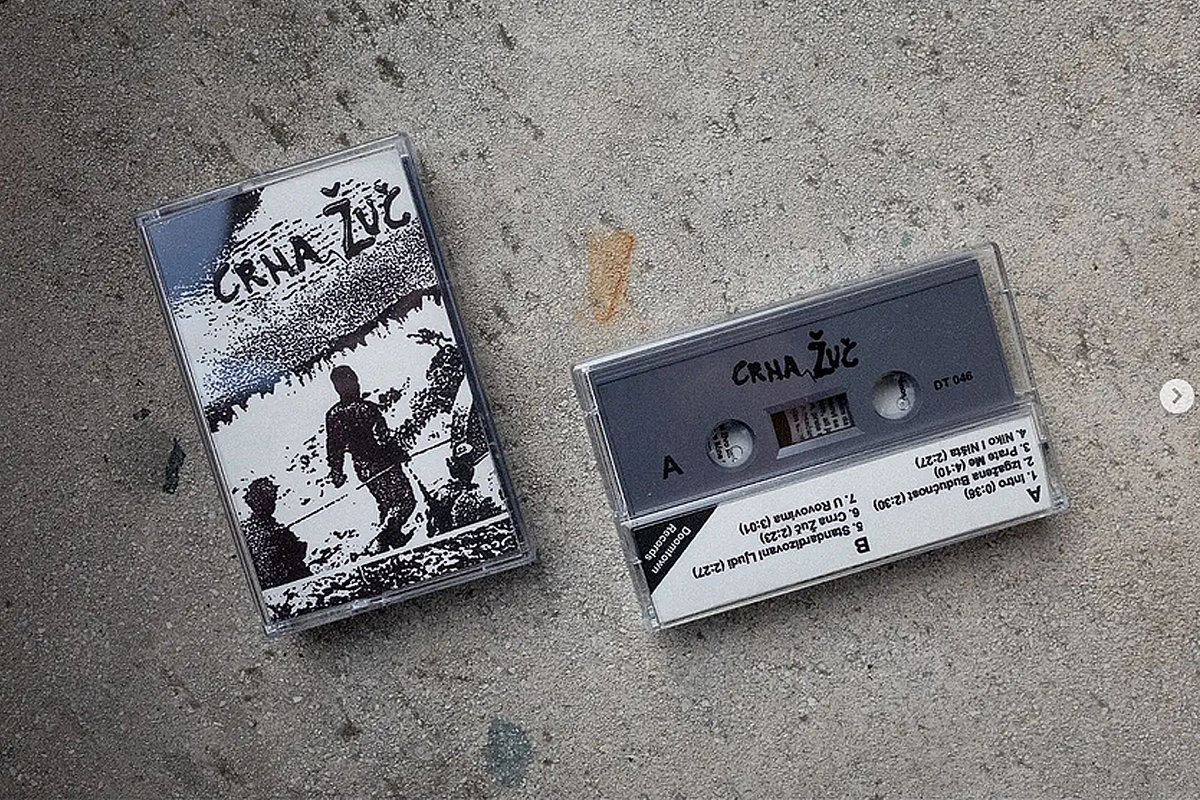 CRNA ŽUČ
CRNA ŽUČ
DT 046
A
A
1. Intro (0:36)
2. Izgažena Budućnost (2:30)
3. Prate Me (4:10)
4. Niko I Ništa (2:27)
B
5. Standardizovani Ljudi (2:27)
6. Crna Žuč (2:23)
7. U Rovovima (3:01)
Doomtown
Records